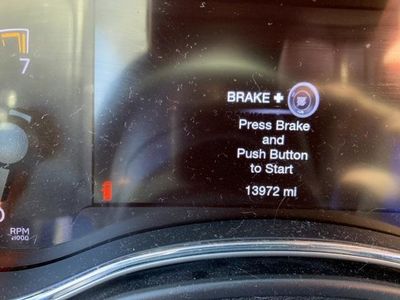 7
BRAKE +
Press Brake
and
Push Button
to Start
13972 mi
RPM
x1000